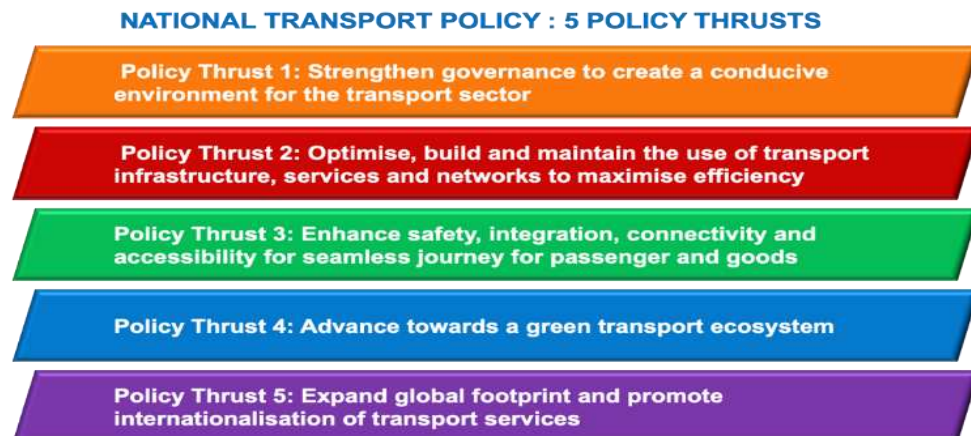 NATIONAL TRANSPORT POLICY : 5 POLICY THRUSTS
Policy Thrust 1: Strengthen governance to create a conducive
environment for the transport sector
Policy Thrust 2: Optimise, build and maintain the use of transport
infrastructure, services and networks to maximise efficiency
Policy Thrust 3: Enhance safety, integration, connectivity and
accessibility for seamless journey for passenger and goods
Policy Thrust 4: Advance towards a green transport ecosystem
Policy Thrust 5: Expand global footprint and promote
internationalisation of transport services